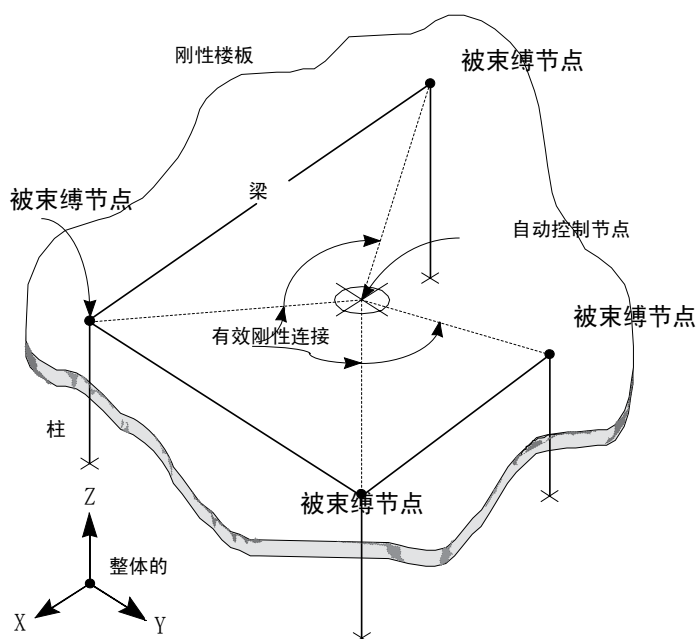 刚性楼板
被束缚节点
梁
被束缚节点
自动控制节点
被束缚节点
有效刚性连接
柱
被束缚节点
Z
整体的
X
Y